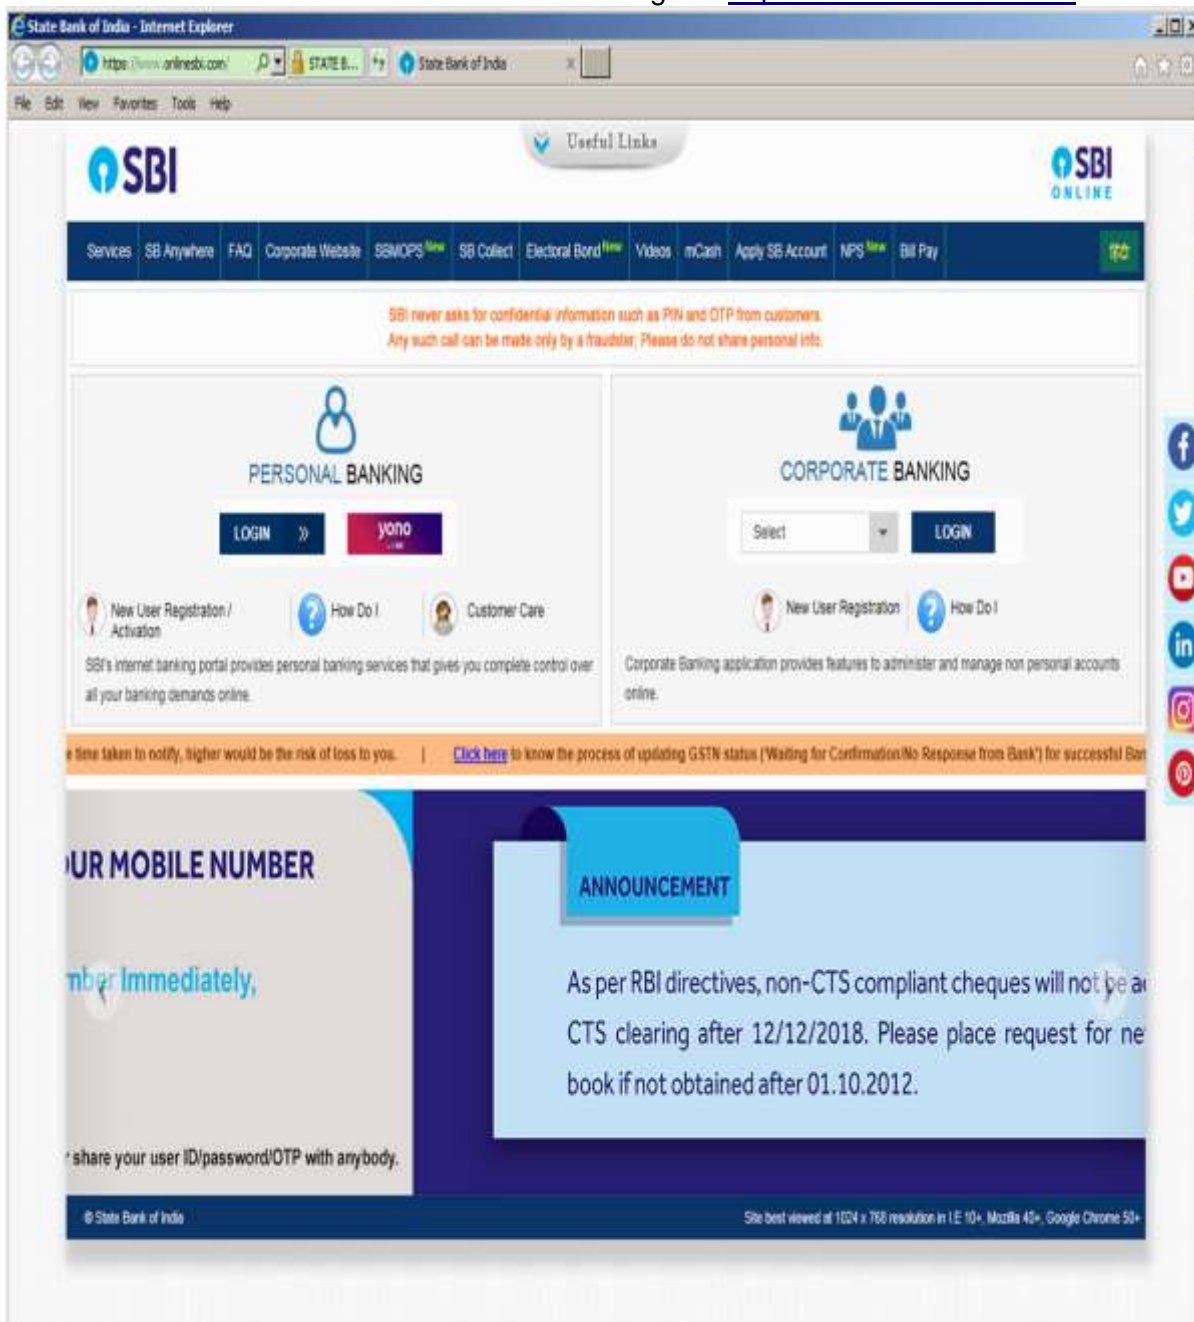 State Bank of India - Internet Explorer
https://www.onlinesbi.com/
STATE B...
State Bank of India
File Edit View Favorites Tools Help
Useful Links
SBI
SBI
ONLINE
Services SB Anywhere FAQ Corporate Website SBMOPS New SB Collect Electoral Bond New Videos mCash Apply SB Account NPS New Bill Pay हिंदी
SBI never asks for confidential information such as PIN and OTP from customers.
Any such call can be made only by a fraudster. Please do not share personal info.
PERSONAL BANKING
CORPORATE BANKING
LOGIN »
yono
Select
LOGIN
New User Registration / Activation
How Do I
Customer Care
New User Registration
How Do I
SBI's internet banking portal provides personal banking services that gives you complete control over
all your banking demands online.
Corporate Banking application provides features to administer and manage non personal accounts
online.
e time taken to notify, higher would be the risk of loss to you. | Click here to know the process of updating GSTN status ('Waiting for Confirmation/No Response from Bank') for successful Ban
OUR MOBILE NUMBER
mber Immediately,
share your user ID/password/OTP with anybody.
ANNOUNCEMENT
As per RBI directives, non-CTS compliant cheques will not be ac
CTS clearing after 12/12/2018. Please place request for ne
book if not obtained after 01.10.2012.
© State Bank of India
Site best viewed at 1024 x 768 resolution in I.E 10+, Mozilla 40+, Google Chrome 50+